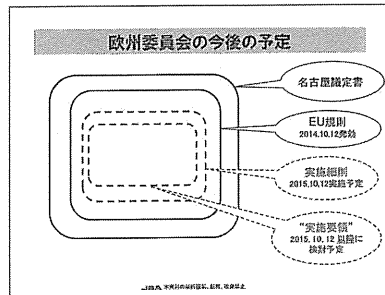 欧州委員会の今後の予定
名古屋議定書
EU規則
2014.10.12発効
実施細則
2015.10.12実施予定
"実施要領"
2015.10.12以降に
検討予定